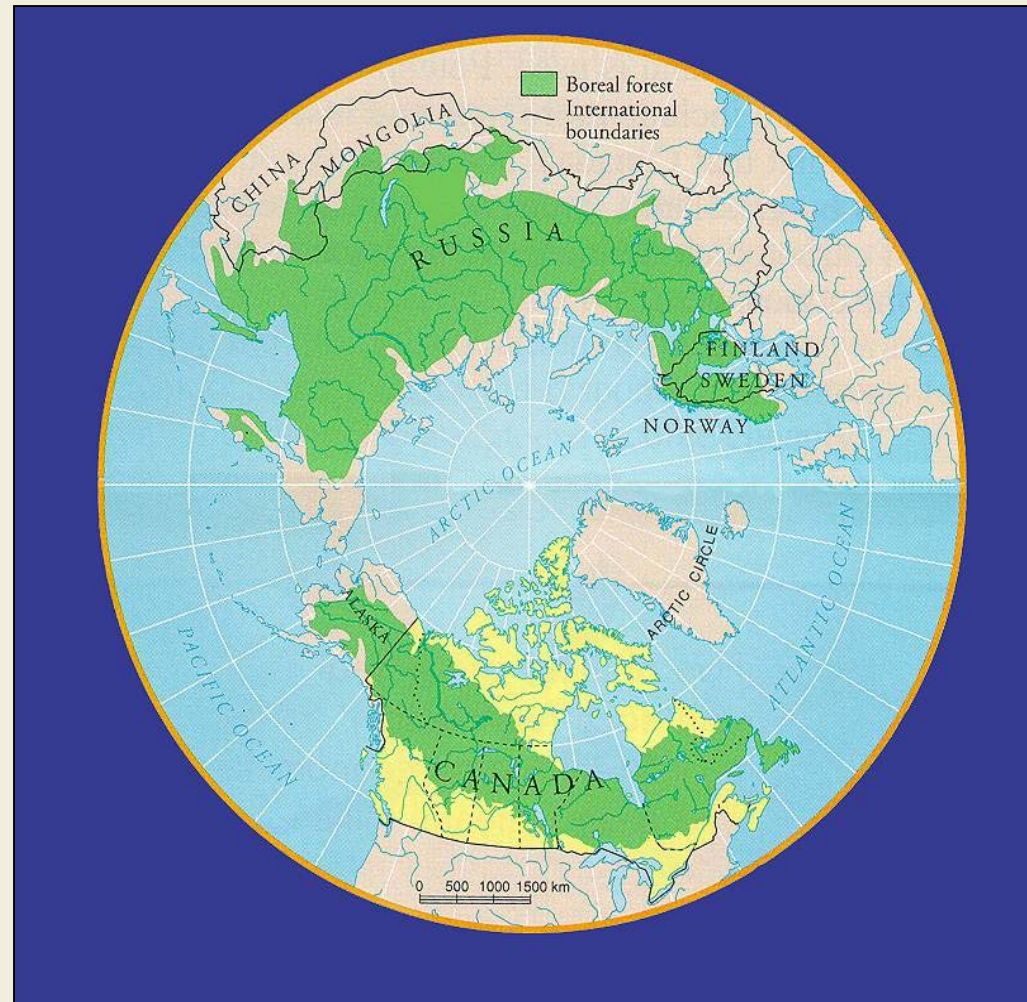 Boreal forest
International
boundaries
CHINA
MONGOLIA
RUSSIA
FINLAND
SWEDEN
NORWAY
ARCTIC OCEAN
ARCTIC CIRCLE
ALASKA
PACIFIC OCEAN
ATLANTIC OCEAN
CANADA
0 500 1000 1500 km